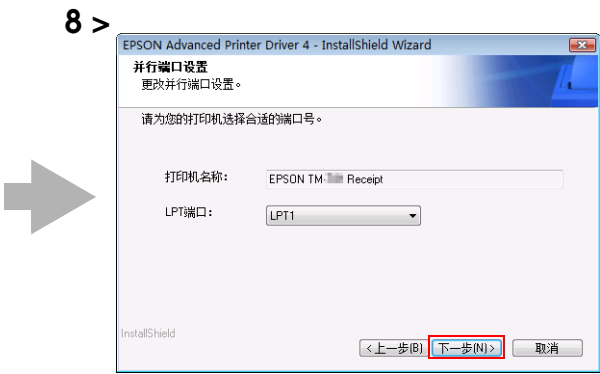 8 >
EPSON Advanced Printer Driver 4 - InstallShield Wizard
并行端口设置
更改并行端口设置。
请为您的打印机选择合适的端口号。
打印机名称: EPSON TM- Receipt
LPT端口: LPT1
InstallShield
<上一步(B) 下一步(N)> 取消